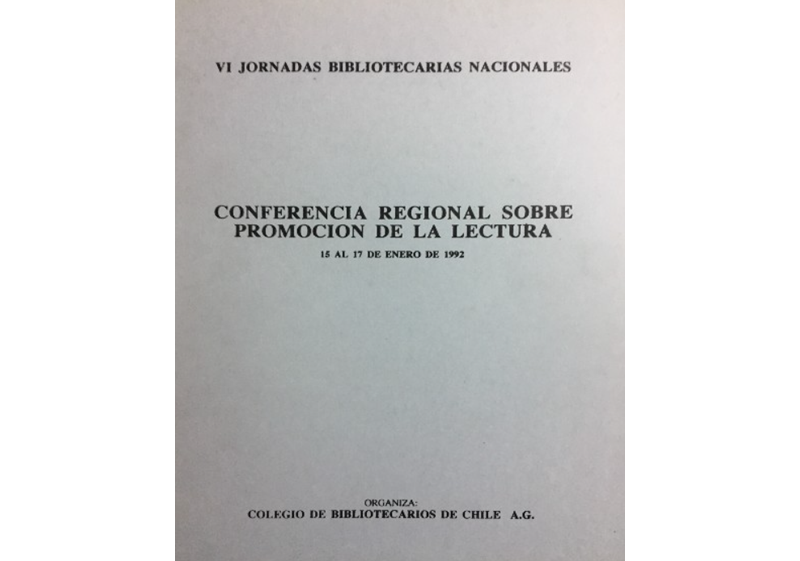 VI JORNADAS BIBLIOTECARIAS NACIONALES
CONFERENCIA REGIONAL SOBRE
PROMOCION DE LA LECTURA
15 AL 17 DE ENERO DE 1992
ORGANIZA:
COLEGIO DE BIBLIOTECARIOS DE CHILE A.G.